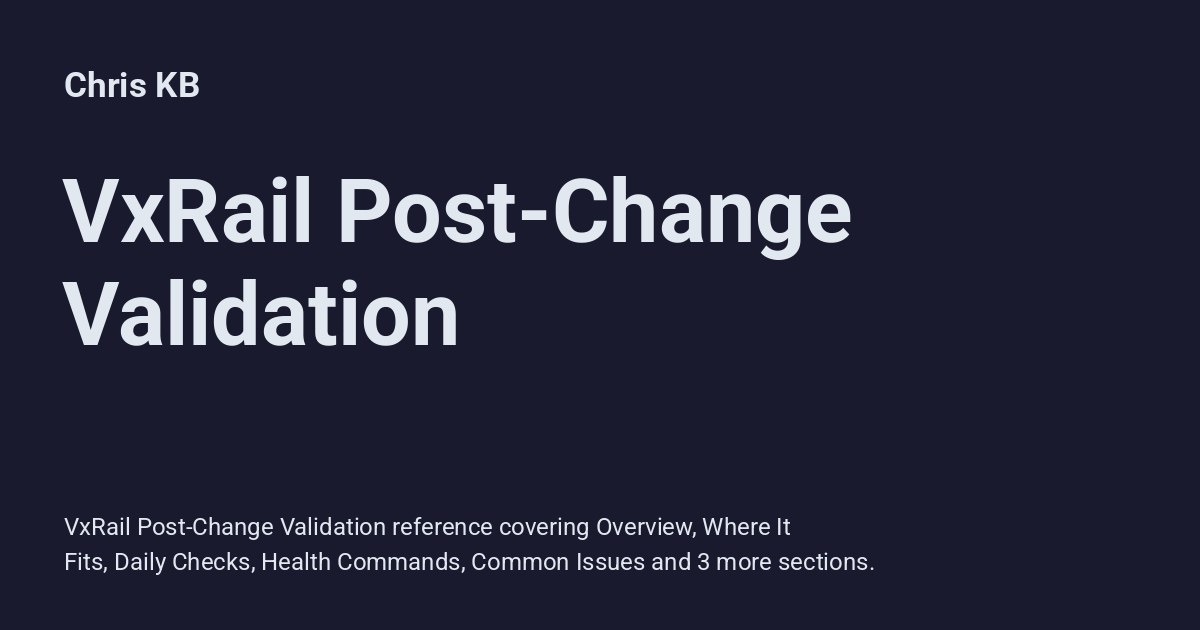 Chris KB
VxRail Post-Change
Validation
VxRail Post-Change Validation reference covering Overview, Where It
Fits, Daily Checks, Health Commands, Common Issues and 3 more sections.